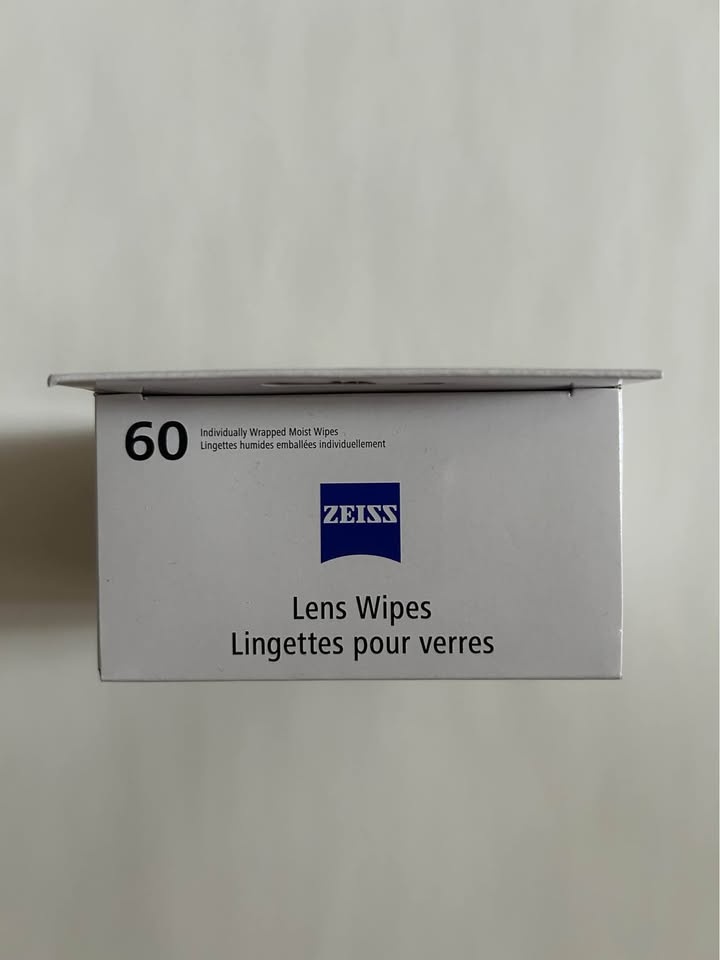 60
Individually Wrapped Moist Wipes
Lingettes humides emballées individuellement
ZEISS
Lens Wipes
Lingettes pour verres